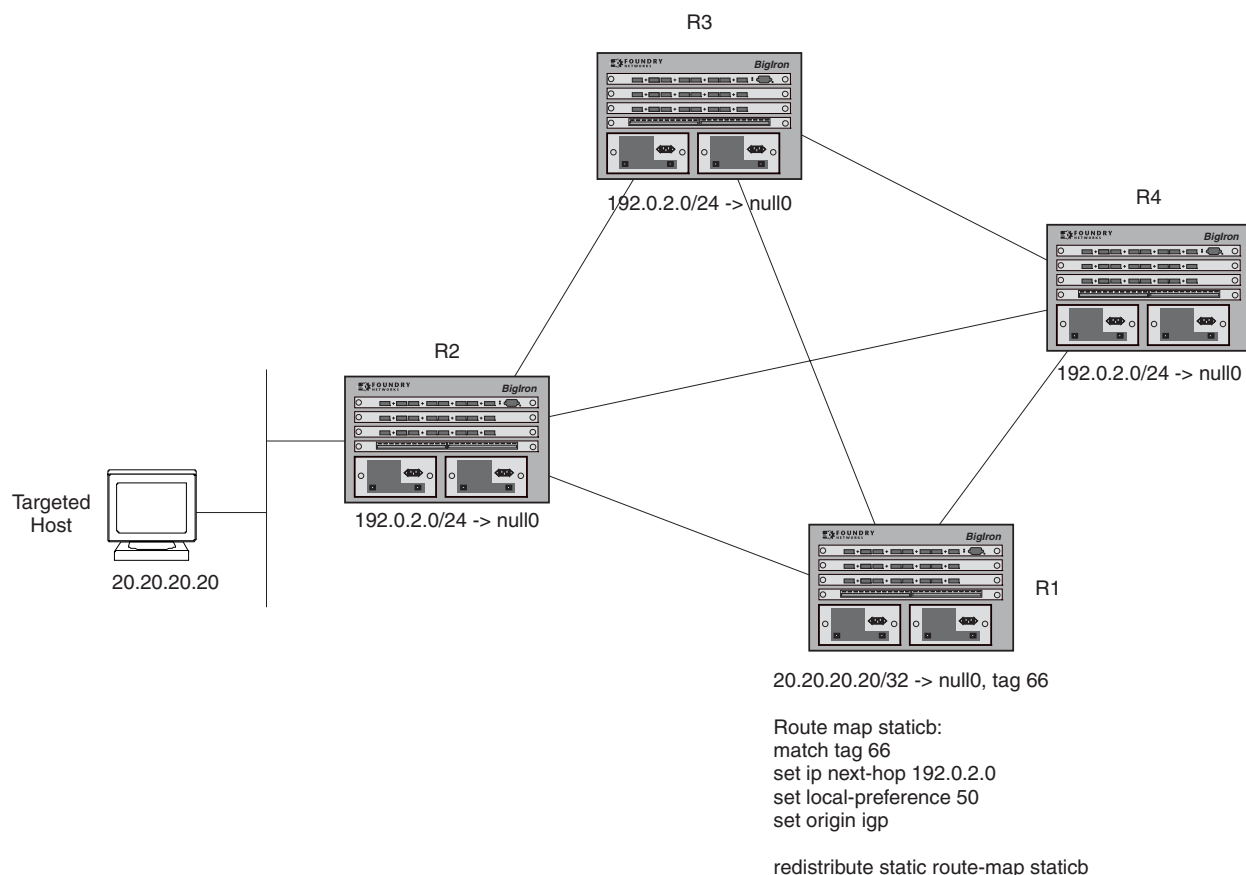 R3
FOUNDRY
NETWORKS
BigIron
192.0.2.0/24 -> null0
R4
FOUNDRY
NETWORKS
BigIron
192.0.2.0/24 -> null0
R2
FOUNDRY
NETWORKS
BigIron
192.0.2.0/24 -> null0
Targeted
Host
20.20.20.20
FOUNDRY
NETWORKS
BigIron
R1
20.20.20.20/32 -> null0, tag 66
Route map staticb:
match tag 66
set ip next-hop 192.0.2.0
set local-preference 50
set origin igp
redistribute static route-map staticb